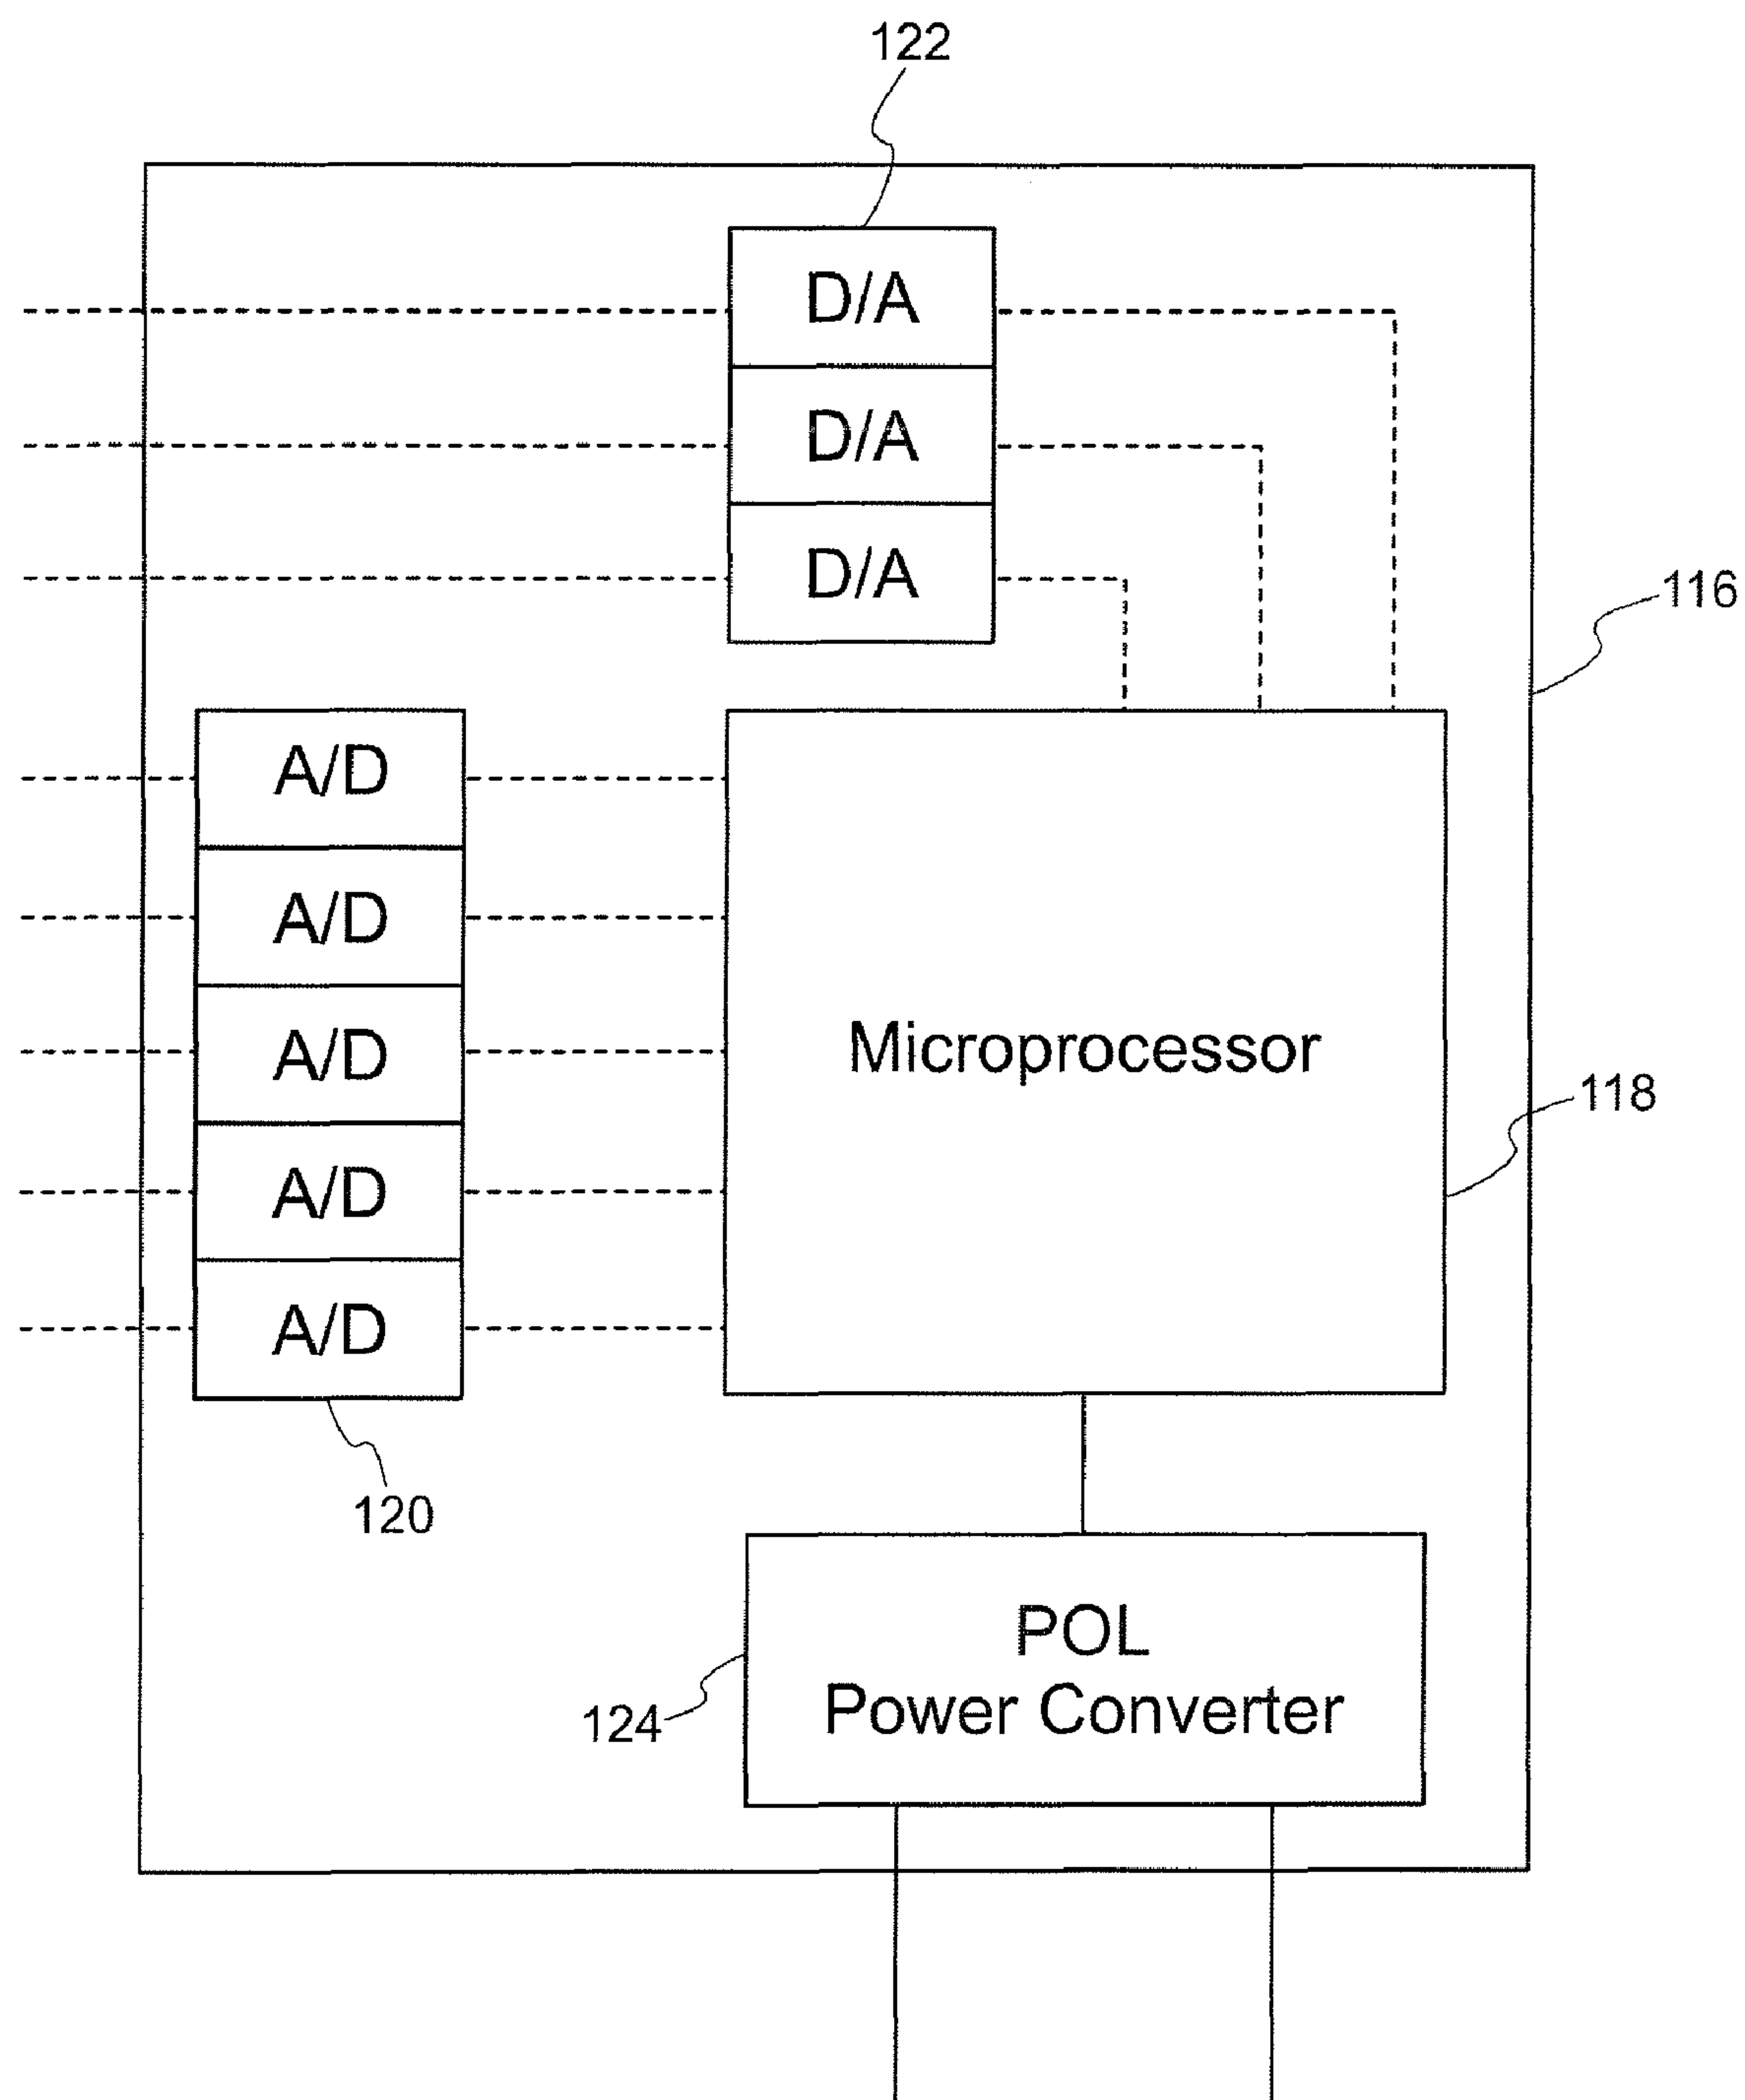 122
D/A
D/A
D/A
116
A/D
A/D
A/D
A/D
A/D
Microprocessor
118
120
POL
Power Converter
124